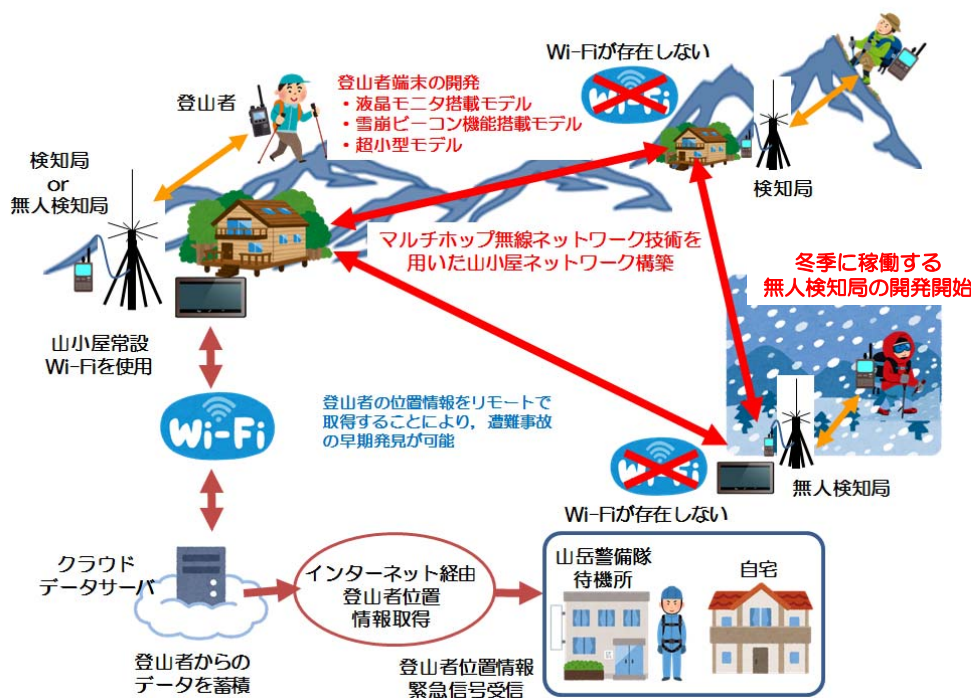 Wi-Fiが存在しない
Wi-Fi
登山者
登山者端末の開発
・液晶モニタ搭載モデル
・雪崩ビーコン機能搭載モデル
・超小型モデル
検知局
or
無人検知局
検知局
マルチホップ無線ネットワーク技術を
用いた山小屋ネットワーク構築
冬季に稼働する
無人検知局の開発開始
山小屋常設
Wi-Fiを使用
Wi-Fi
登山者の位置情報をリモートで
取得することにより，遭難事故
の早期発見が可能
Wi-Fi
無人検知局
Wi-Fiが存在しない
クラウド
データサーバ
インターネット経由
登山者位置
情報取得
山岳警備隊
待機所
自宅
登山者からの
データを蓄積
登山者位置情報
緊急信号受信